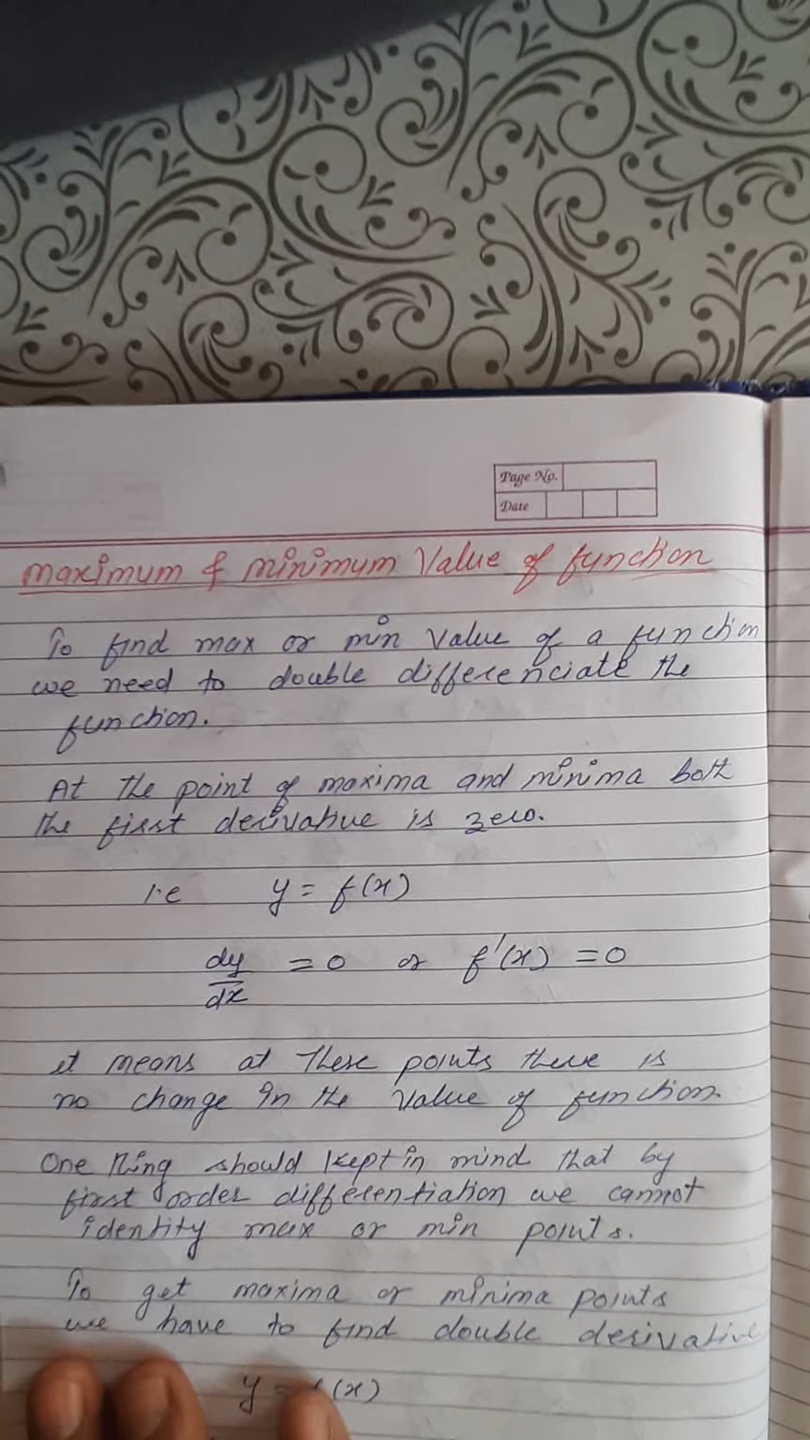 Page No.
Date
maximum & minimum Value of function
To find max or min Value of a function
we need to double differenciate the
function.
At the point of maxima and minima both
the first derivative is zero.
i.e y = f(x)
dy/dx = 0 or f'(x) = 0
it means at these points there is
no change in the value of function.
One thing should kept in mind that by
first order differentiation we cannot
identity max or min points.
To get maxima or minima points
we have to find double derivative
y = (x)